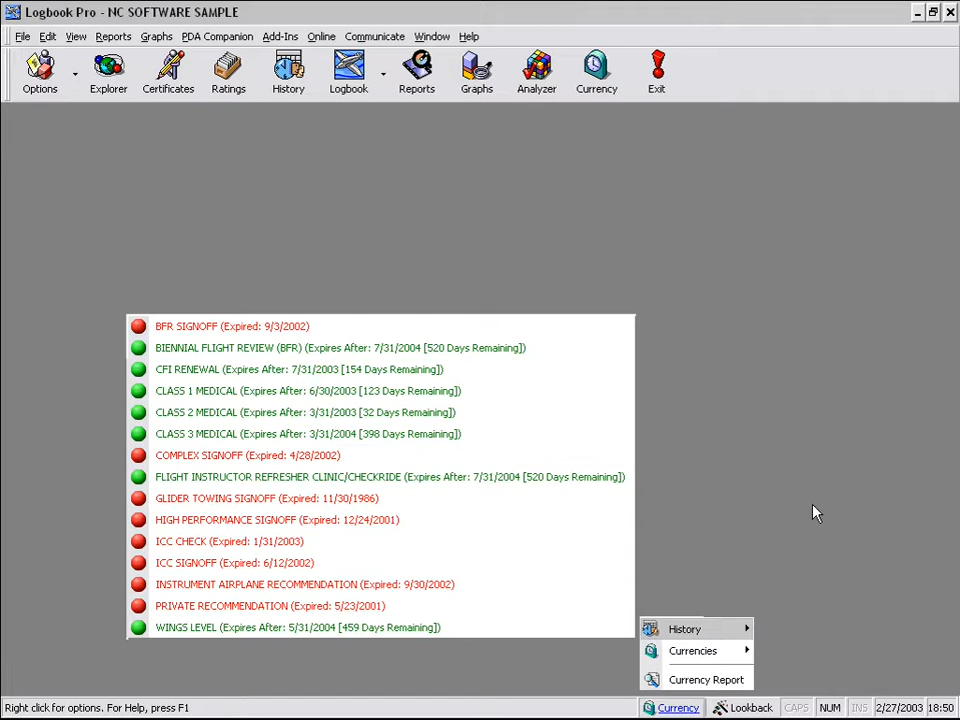 Logbook Pro - NC SOFTWARE SAMPLE
File Edit View Reports Graphs PDA Companion Add-Ins Online Communicate Window Help
Options Explorer Certificates Ratings History Logbook Reports Graphs Analyzer Currency Exit
BFR SIGNOFF (Expired: 9/3/2002)
BIENNIAL FLIGHT REVIEW (BFR) (Expires After: 7/31/2004 [520 Days Remaining])
CFI RENEWAL (Expires After: 7/31/2003 [154 Days Remaining])
CLASS 1 MEDICAL (Expires After: 6/30/2003 [123 Days Remaining])
CLASS 2 MEDICAL (Expires After: 3/31/2003 [32 Days Remaining])
CLASS 3 MEDICAL (Expires After: 3/31/2004 [398 Days Remaining])
COMPLEX SIGNOFF (Expired: 4/28/2002)
FLIGHT INSTRUCTOR REFRESHER CLINIC/CHECKRIDE (Expires After: 7/31/2004 [520 Days Remaining])
GLIDER TOWING SIGNOFF (Expired: 11/30/1986)
HIGH PERFORMANCE SIGNOFF (Expired: 12/24/2001)
ICC CHECK (Expired: 1/31/2003)
ICC SIGNOFF (Expired: 6/12/2002)
INSTRUMENT AIRPLANE RECOMMENDATION (Expired: 9/30/2002)
PRIVATE RECOMMENDATION (Expired: 5/23/2001)
WINGS LEVEL (Expires After: 5/31/2004 [459 Days Remaining])
History
Currencies
Currency Report
Right click for options. For Help, press F1 Currency Lookback CAPS NUM INS 2/27/2003 18:50